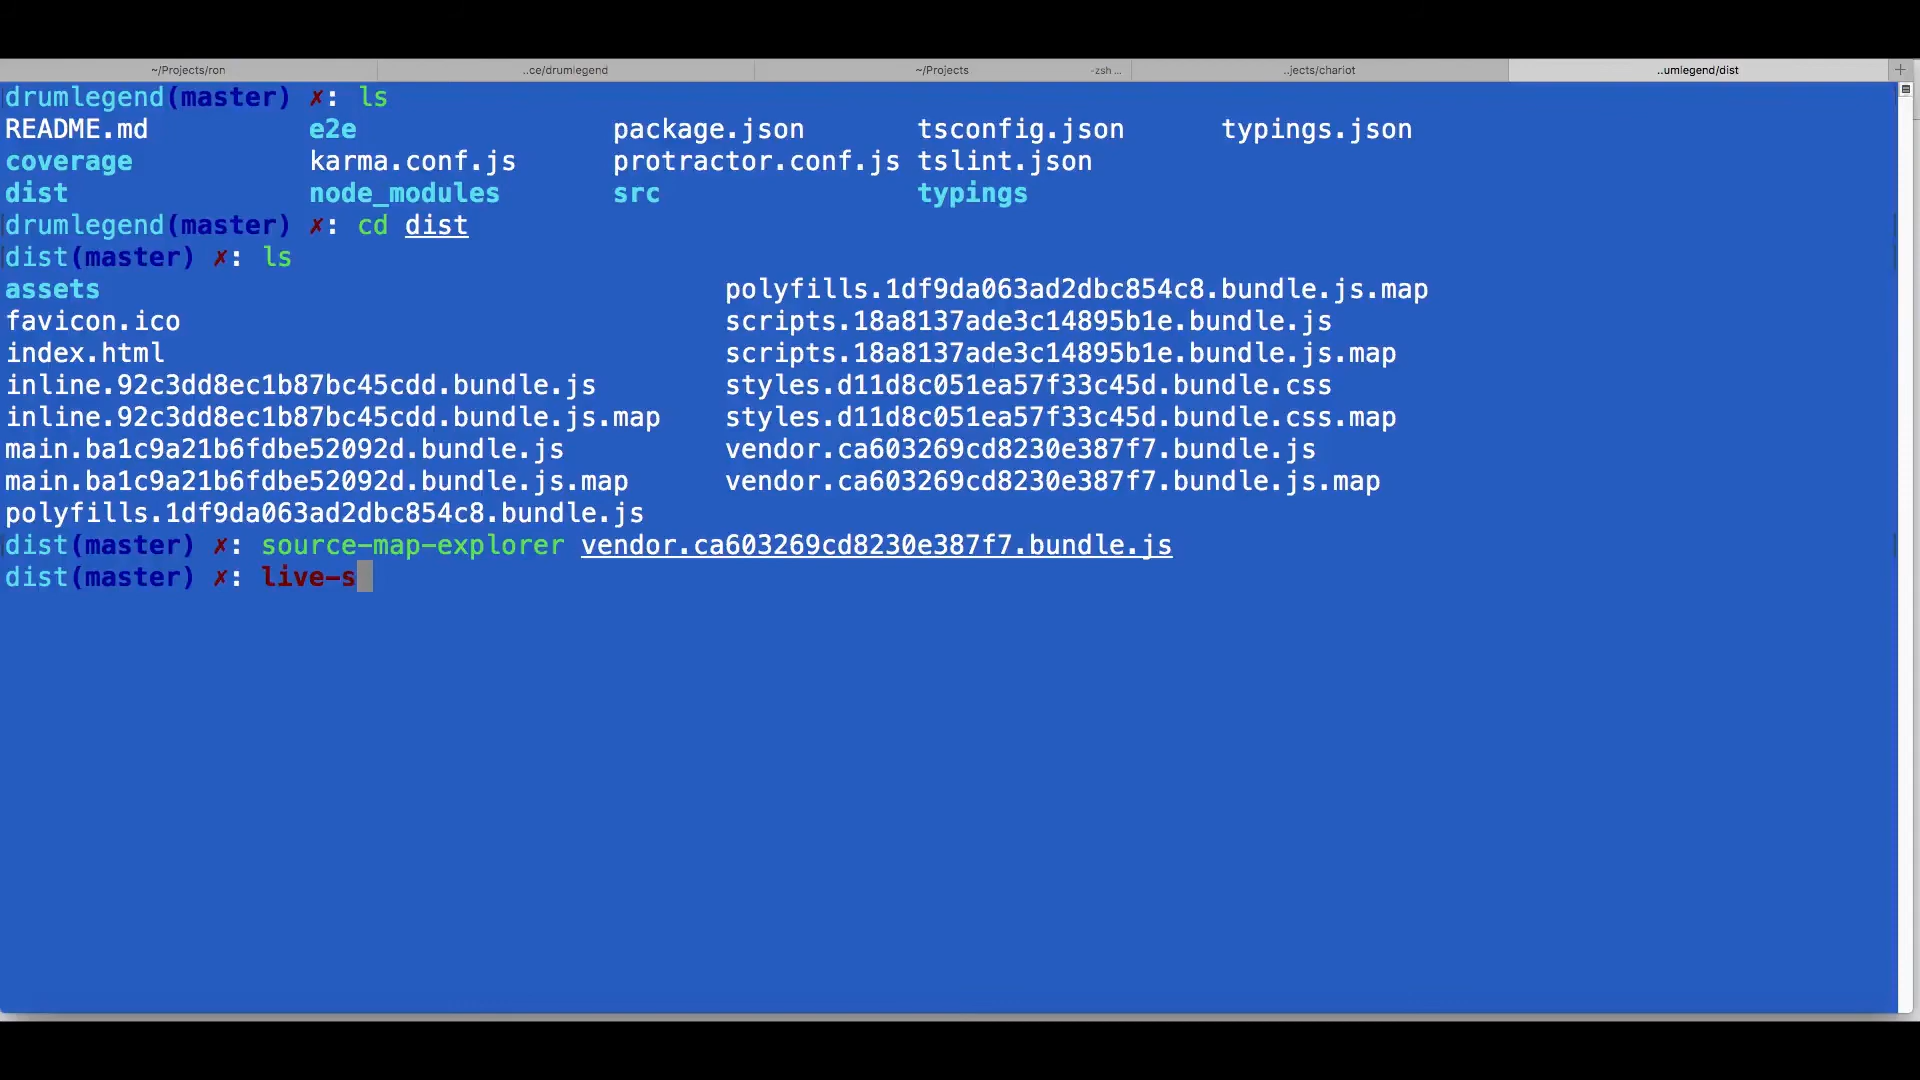 ~/Projects/ron ..ce/drumlegend ~/Projects -zsh ... ..jects/chariot ..umlegend/dist +
drumlegend(master) ✗: ls
README.md e2e package.json tsconfig.json typings.json
coverage karma.conf.js protractor.conf.js tslint.json
dist node_modules src typings
drumlegend(master) ✗: cd dist
dist(master) ✗: ls
assets polyfills.1df9da063ad2dbc854c8.bundle.js.map
favicon.ico scripts.18a8137ade3c14895b1e.bundle.js
index.html scripts.18a8137ade3c14895b1e.bundle.js.map
inline.92c3dd8ec1b87bc45cdd.bundle.js styles.d11d8c051ea57f33c45d.bundle.css
inline.92c3dd8ec1b87bc45cdd.bundle.js.map styles.d11d8c051ea57f33c45d.bundle.css.map
main.ba1c9a21b6fdbe52092d.bundle.js vendor.ca603269cd8230e387f7.bundle.js
main.ba1c9a21b6fdbe52092d.bundle.js.map vendor.ca603269cd8230e387f7.bundle.js.map
polyfills.1df9da063ad2dbc854c8.bundle.js
dist(master) ✗: source-map-explorer vendor.ca603269cd8230e387f7.bundle.js
dist(master) ✗: live-s